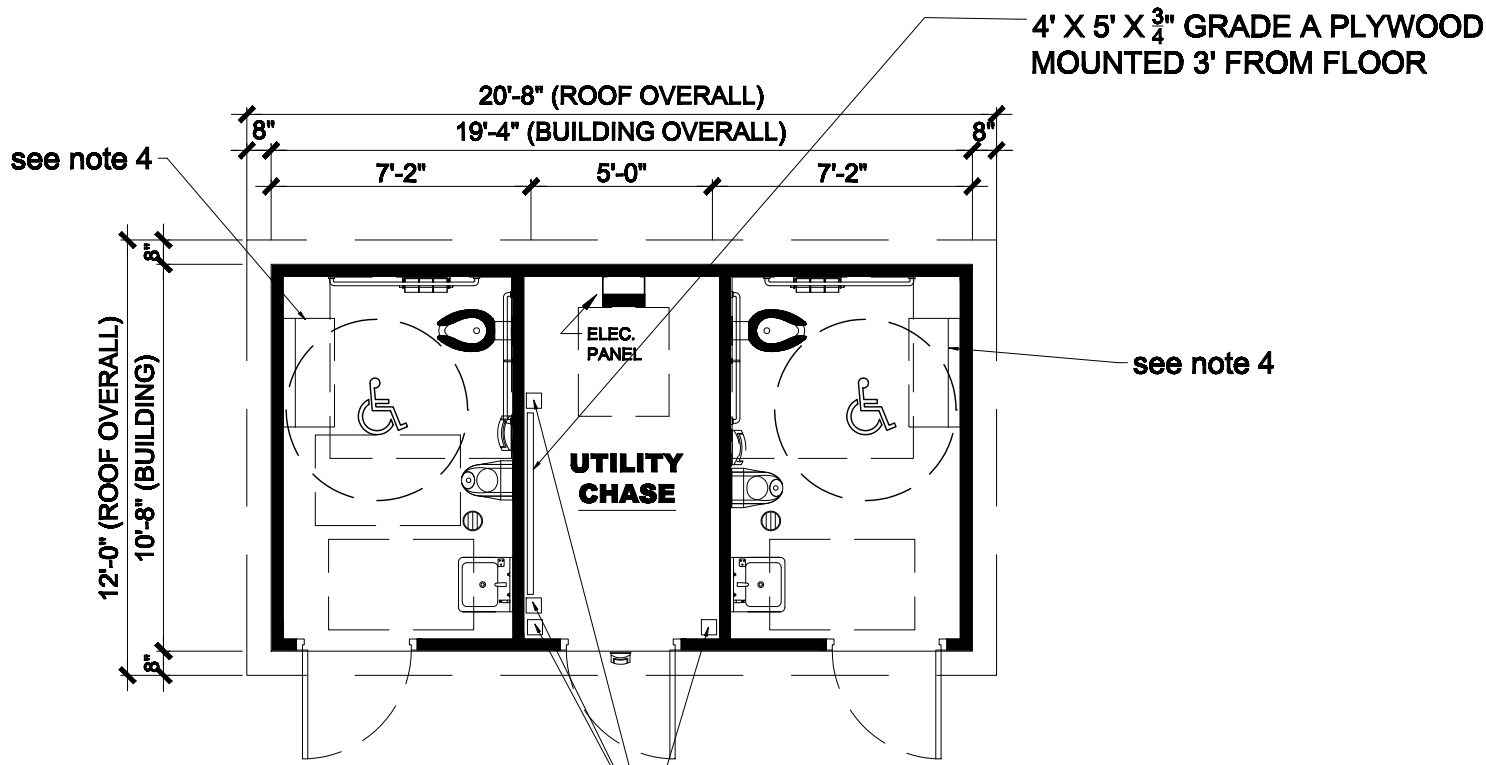 4' X 5' X 3/4" GRADE A PLYWOOD
MOUNTED 3' FROM FLOOR
20'-8" (ROOF OVERALL)
8" 19'-4" (BUILDING OVERALL) 8"
see note 4
7'-2" 5'-0" 7'-2"
8"
12'-0" (ROOF OVERALL)
10'-8" (BUILDING)
8"
ELEC.
PANEL
see note 4
UTILITY
CHASE